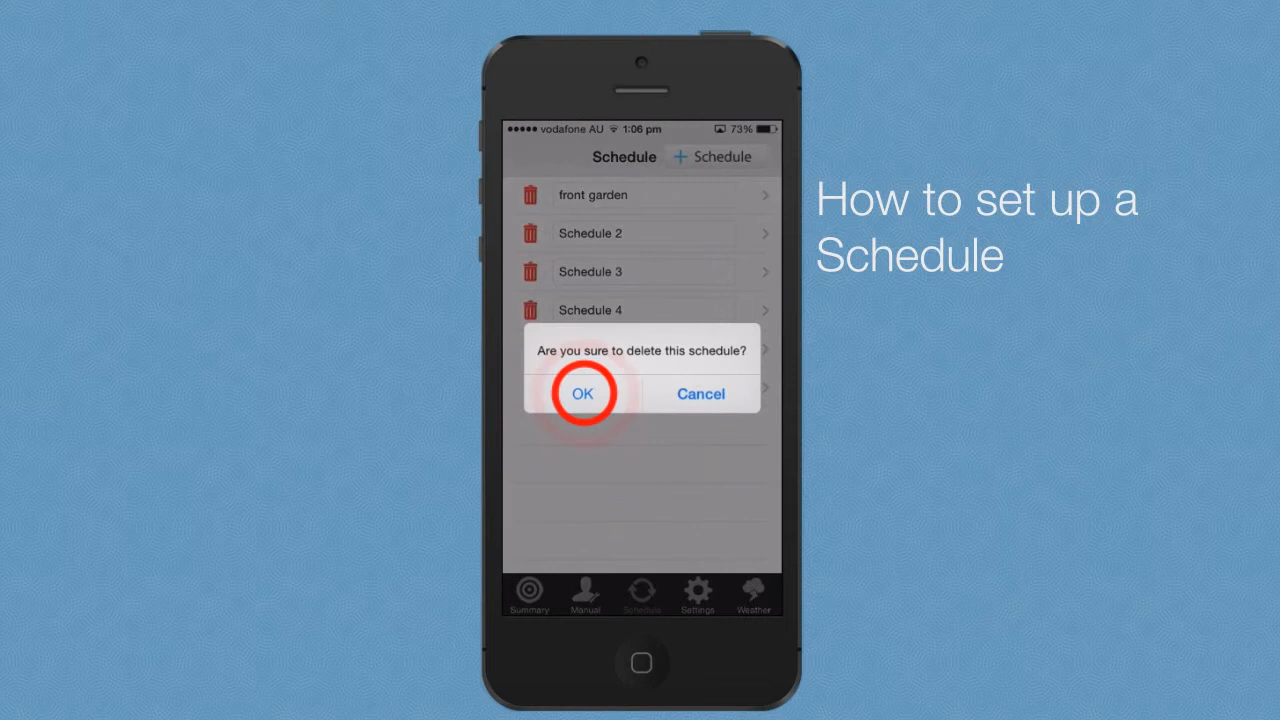 vodafone AU 1:06 pm 73%
Schedule + Schedule
front garden
Schedule 2
Schedule 3
Schedule 4
Are you sure to delete this schedule?
OK Cancel
Summary Manual Schedule Settings Weather
How to set up a
Schedule